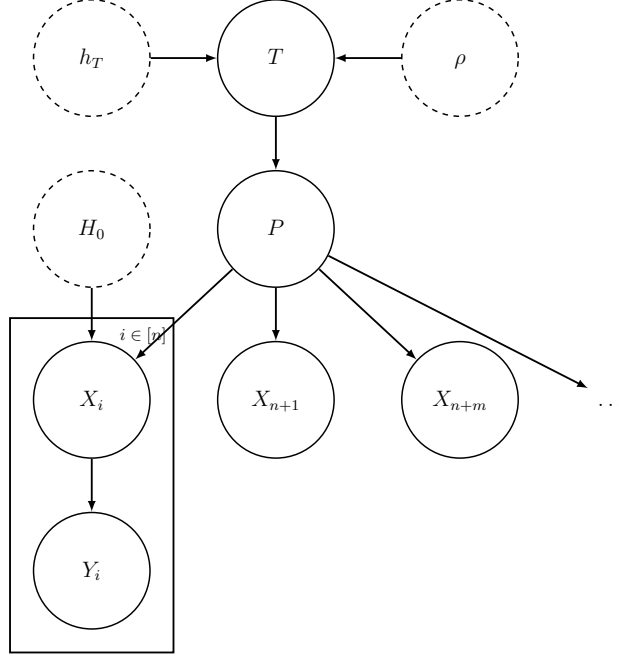 h_T T ρ
H_0 P
i ∈ [n]
X_i X_{n+1} X_{n+m} . .
Y_i